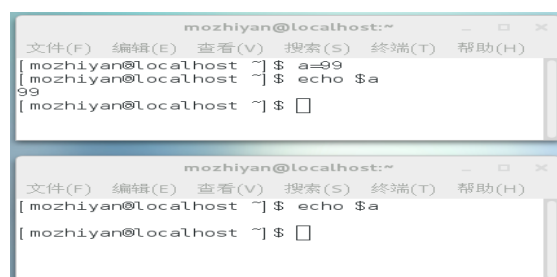 mozhiyan@localhost:~
文件(F) 编辑(E) 查看(V) 搜索(S) 终端(T) 帮助(H)
[mozhiyan@localhost ~]$ a=99
[mozhiyan@localhost ~]$ echo $a
99
[mozhiyan@localhost ~]$
mozhiyan@localhost:~
文件(F) 编辑(E) 查看(V) 搜索(S) 终端(T) 帮助(H)
[mozhiyan@localhost ~]$ echo $a
[mozhiyan@localhost ~]$